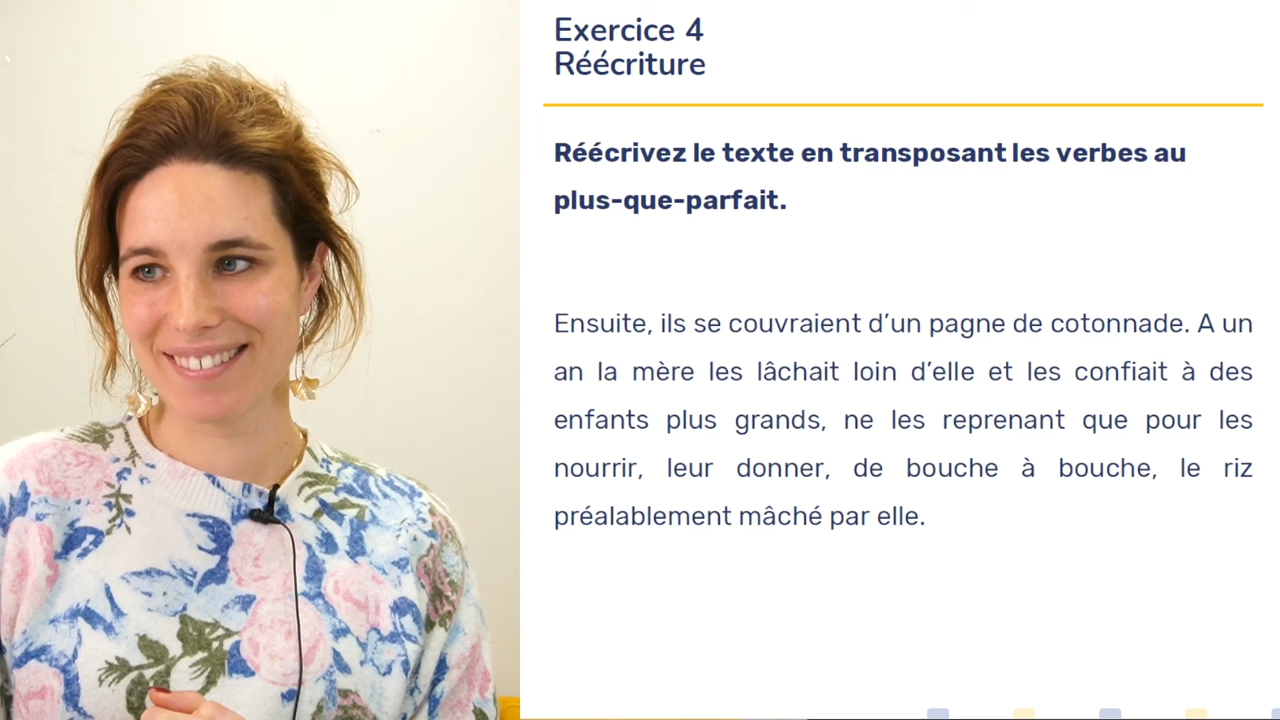 Exercice 4
Réécriture
Réécrivez le texte en transposant les verbes au
plus-que-parfait.
Ensuite, ils se couvraient d’un pagne de cotonnade. A un
an la mère les lâchait loin d’elle et les confiait à des
enfants plus grands, ne les reprenant que pour les
nourrir, leur donner, de bouche à bouche, le riz
préalablement mâché par elle.